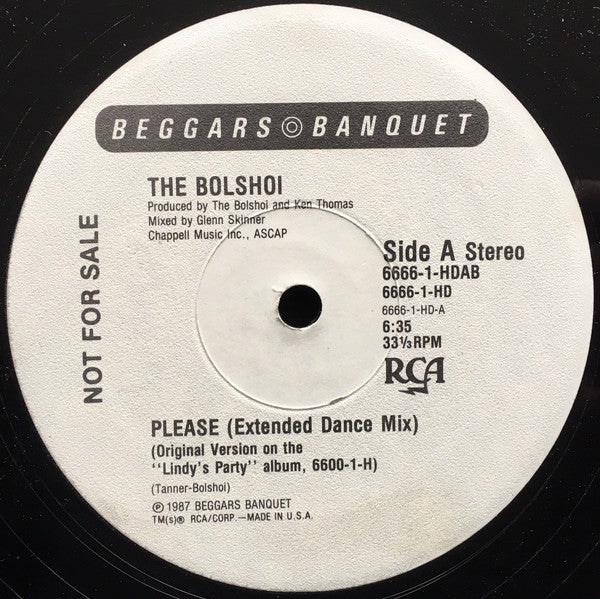 BEGGARS BANQUET
THE BOLSHOI
Produced by The Bolshoi and Ken Thomas
Mixed by Glenn Skinner
Chappell Music Inc., ASCAP
NOT FOR SALE
Side A Stereo
6666-1-HDAB
6666-1-HD
6666-1-HD-A
6:35
33⅓ RPM
RCA
PLEASE (Extended Dance Mix)
(Original Version on the
"Lindy's Party" album, 6600-1-H)
(Tanner-Bolshoi)
℗ 1987 BEGGARS BANQUET
TM(s)® RCA/CORP.—MADE IN U.S.A.